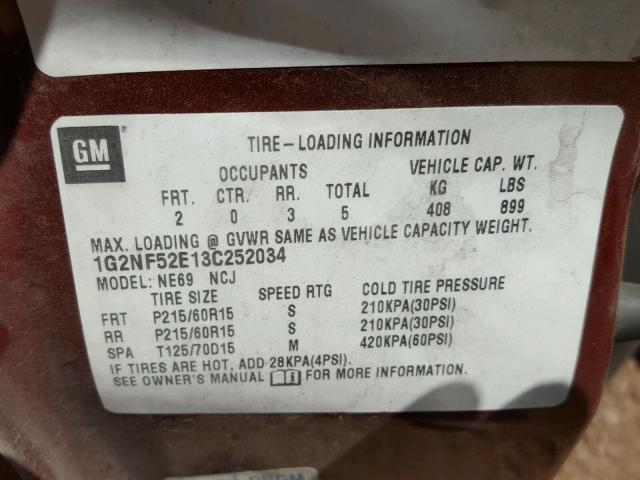 GM
TIRE-LOADING INFORMATION
OCCUPANTS VEHICLE CAP. WT.
FRT. CTR. RR. TOTAL KG LBS
2 0 3 5 408 899
MAX. LOADING @ GVWR SAME AS VEHICLE CAPACITY WEIGHT.
1G2NF52E13C252034
MODEL: NE69 NCJ
TIRE SIZE SPEED RTG COLD TIRE PRESSURE
FRT P215/60R15 S 210KPA(30PSI)
RR P215/60R15 S 210KPA(30PSI)
SPA T125/70D15 M 420KPA(60PSI)
IF TIRES ARE HOT, ADD 28KPA(4PSI).
SEE OWNER'S MANUAL FOR MORE INFORMATION.